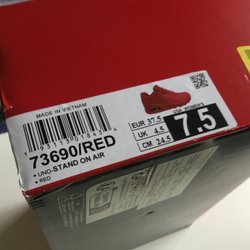 MADE IN VIETNAM
73690/RED
• UNO-STAND ON AIR
• RED
USA WOMEN'S
EUR 37.5
UK 4.5
CM 24.5
7.5